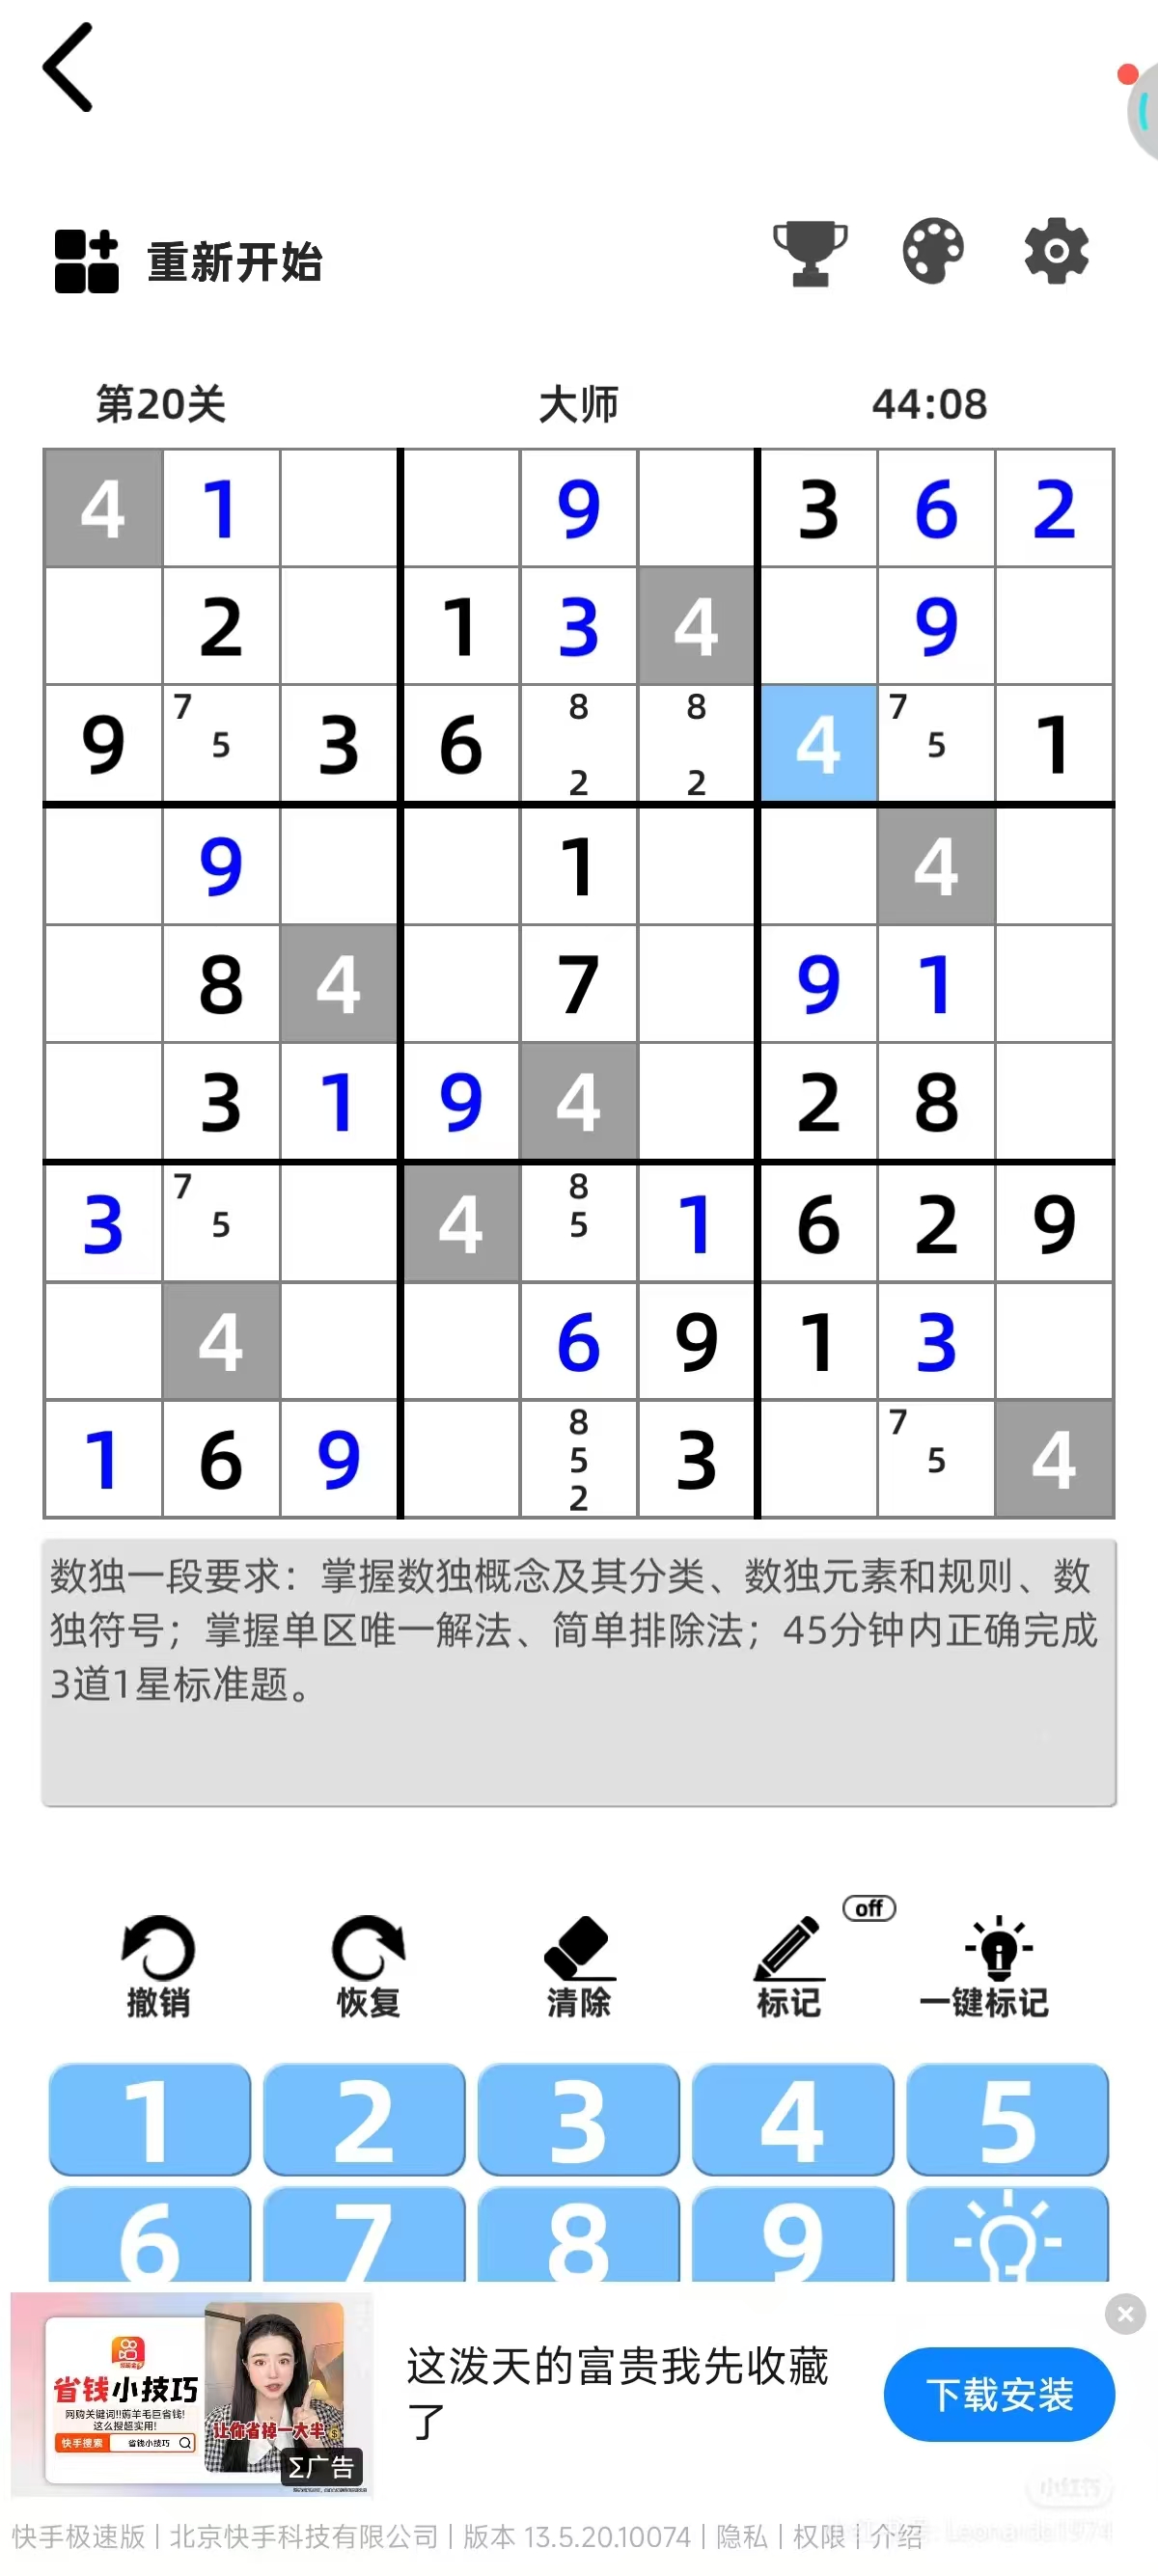 重新开始
第20关 大师 44:08
4 1 9 3 6 2
2 1 3 4 9
9 7 5 3 6 8 2 8 2 4 7 5 1
9 1 4
8 4 7 9 1
3 1 9 4 2 8
3 7 5 4 8 5 1 6 2 9
4 6 9 1 3
1 6 9 8 5 2 3 7 5 4
数独一段要求：掌握数独概念及其分类、数独元素和规则、数
独符号；掌握单区唯一解法、简单排除法；45分钟内正确完成
3道1星标准题。
off
撤销 恢复 清除 标记 一键标记
1 2 3 4 5
6 7 8 9
省钱小技巧
网购关键词!!薅羊毛巨省钱!
这么搜超实用!
快手搜索 省钱小技巧
让你省掉一大半
广告
这泼天的富贵我先收藏
了
下载安装
小红书
快手极速版 | 北京快手科技有限公司 | 版本 13.5.20.10074 | 隐私 | 权限 | 介绍